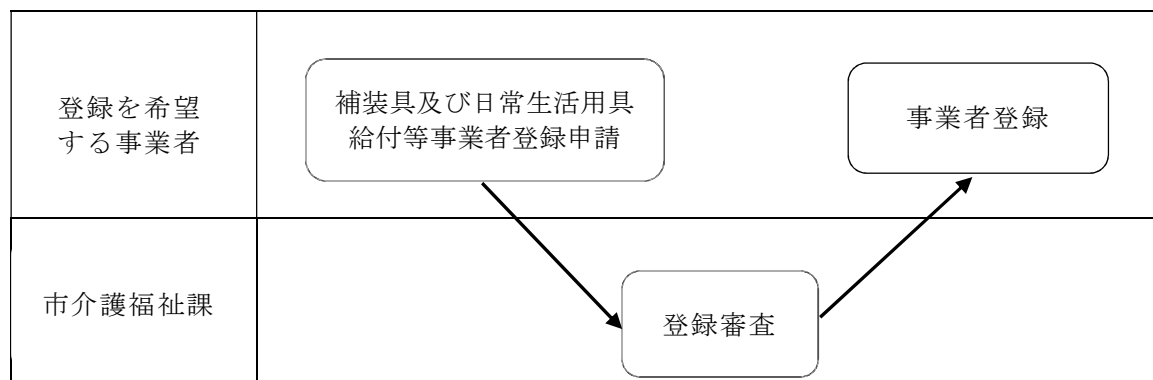 登録を希望
する事業者
補装具及び日常生活用具
給付等事業者登録申請
事業者登録
市介護福祉課
登録審査